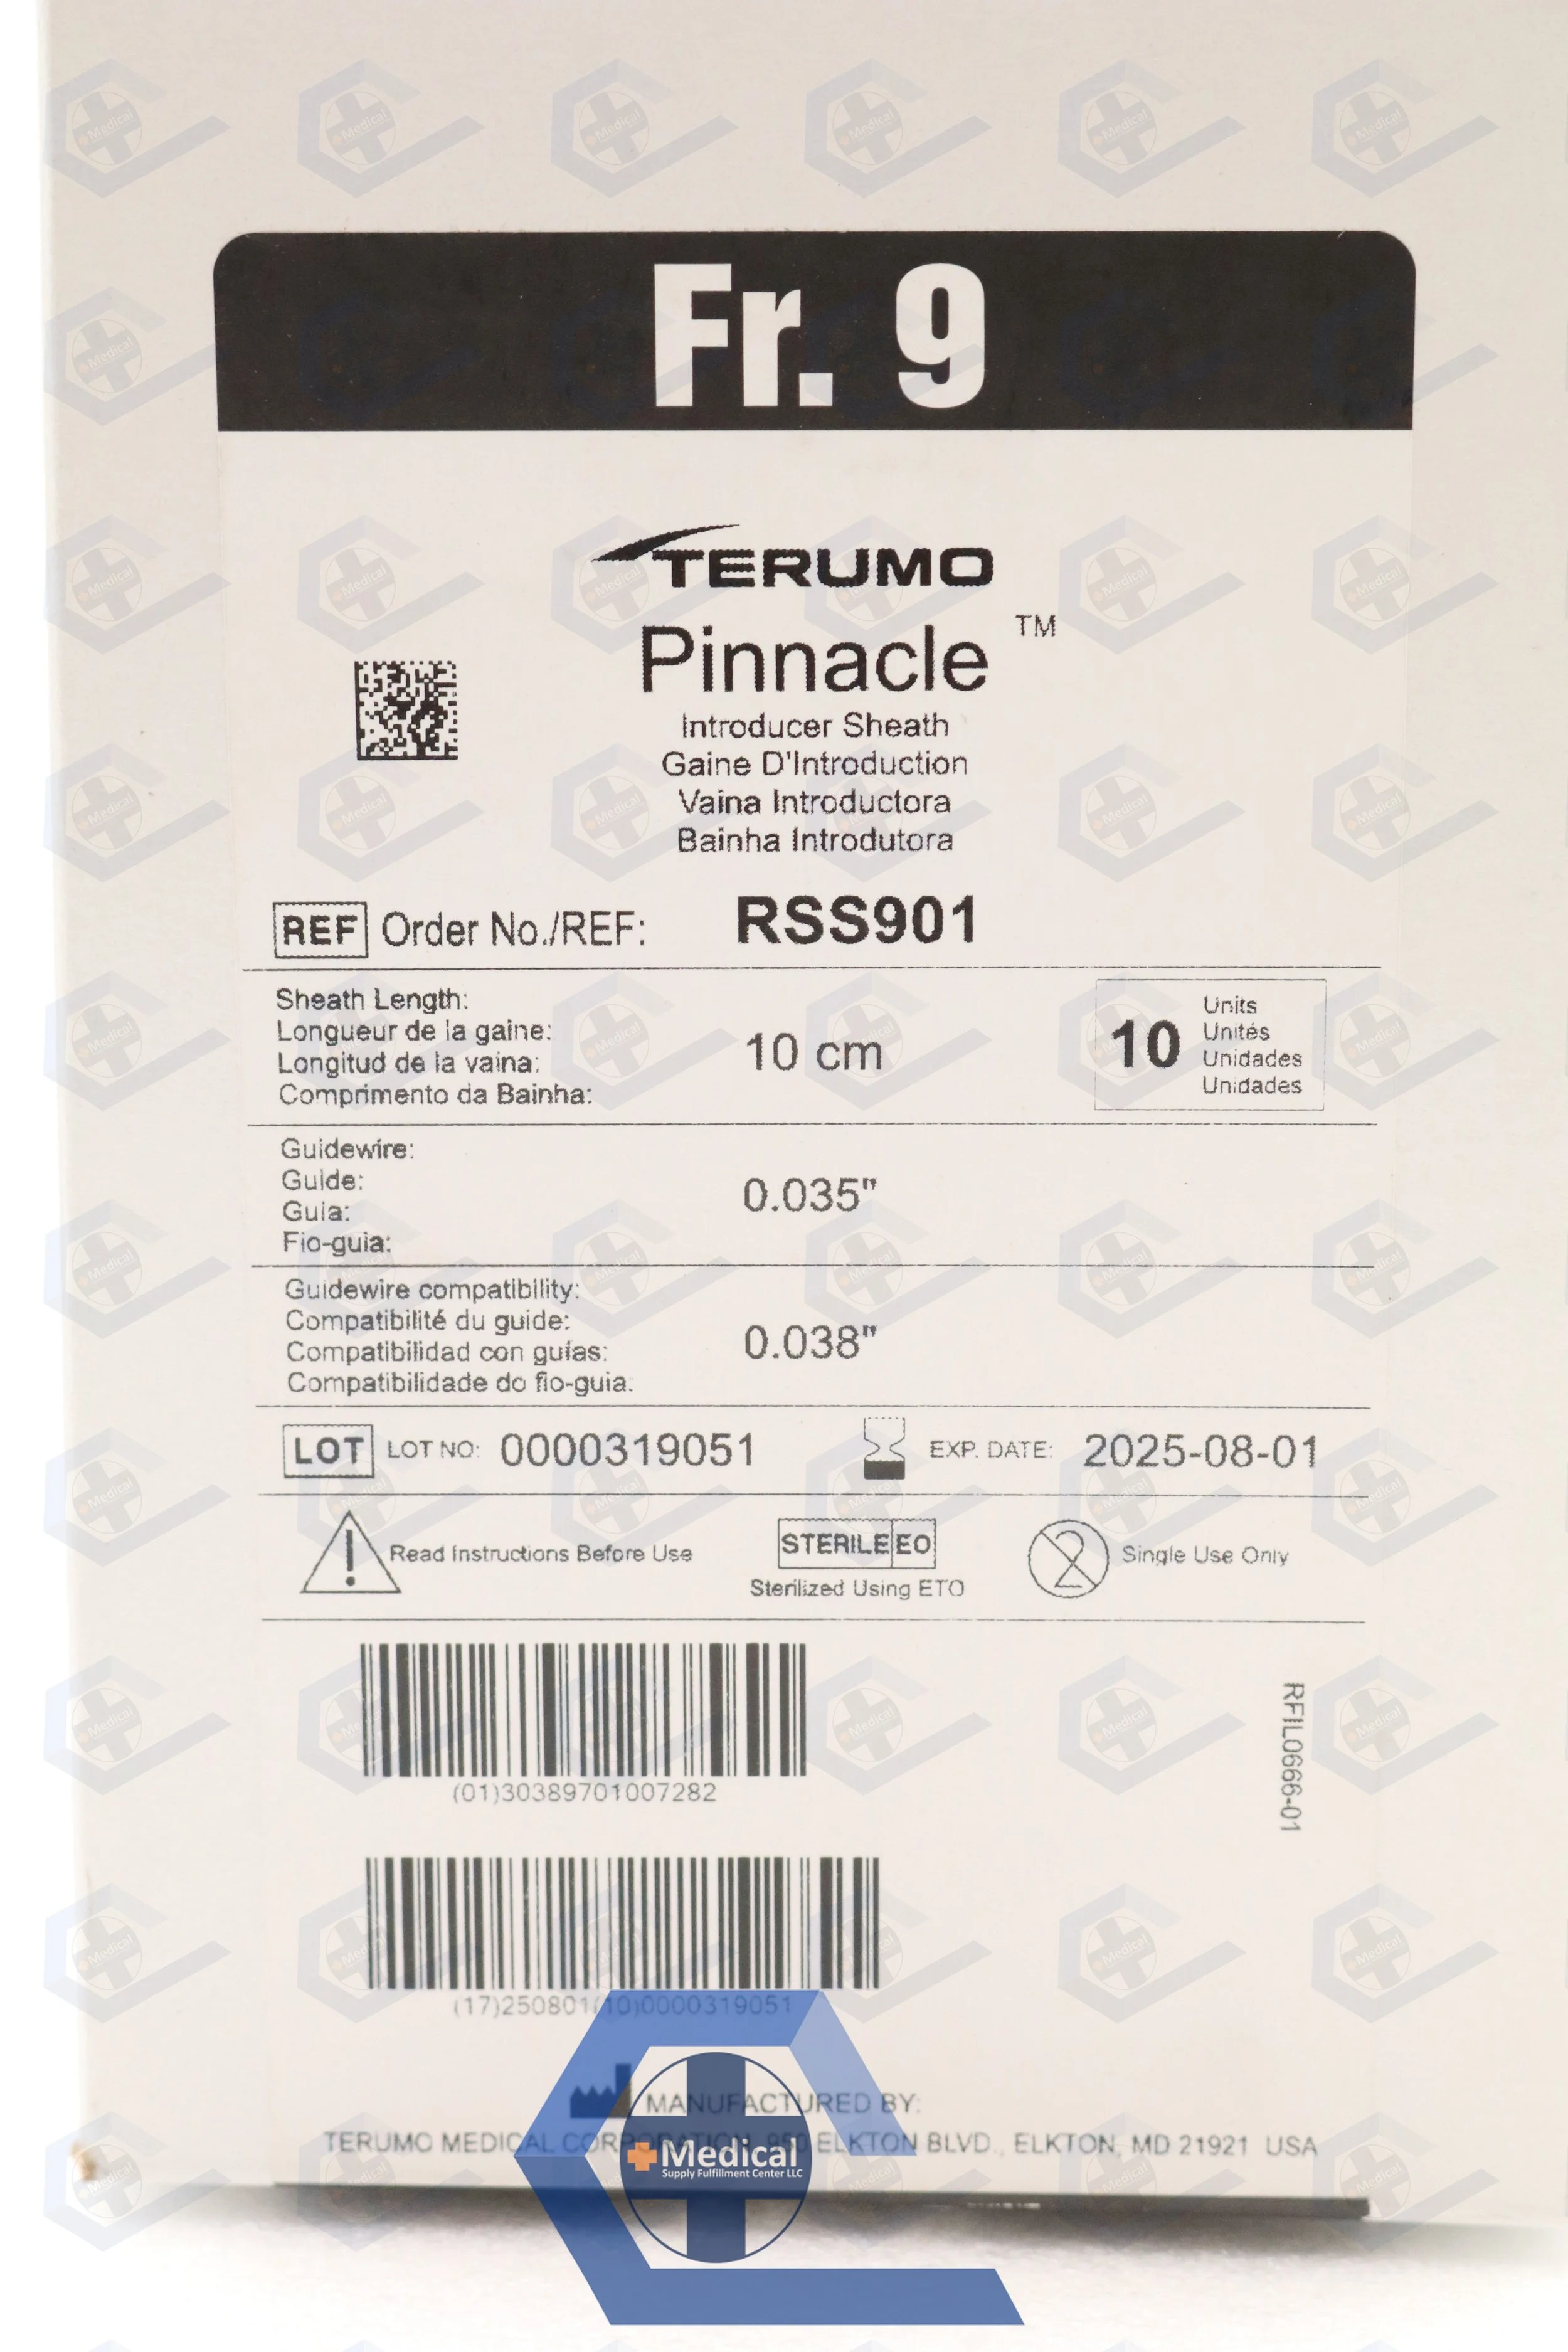 Fr. 9
TERUMO
Pinnacle ™
Introducer Sheath
Gaine D'Introduction
Vaina Introductora
Bainha Introdutora
REF Order No./REF: RSS901
Sheath Length:
Longueur de la gaine:
Longitud de la vaina:
Comprimento da Bainha:
10 cm
10
Units
Unités
Unidades
Unidades
Guidewire:
Guide:
Guia:
Fio-guia:
0.035"
Guidewire compatibility:
Compatibilité du guide:
Compatibilidad con guías:
Compatibilidade do fio-guia:
0.038"
LOT LOT NO: 0000319051 EXP. DATE: 2025-08-01
Read Instructions Before Use
STERILE EO
Sterilized Using ETO
2
Single Use Only
(01)30389701007282
RFIL0666-01
(17)250801(10)0000319051
MANUFACTURED BY:
TERUMO MEDICAL CORPORATION, 950 ELKTON BLVD., ELKTON, MD 21921 USA
Medical
Supply Fulfillment Center LLC